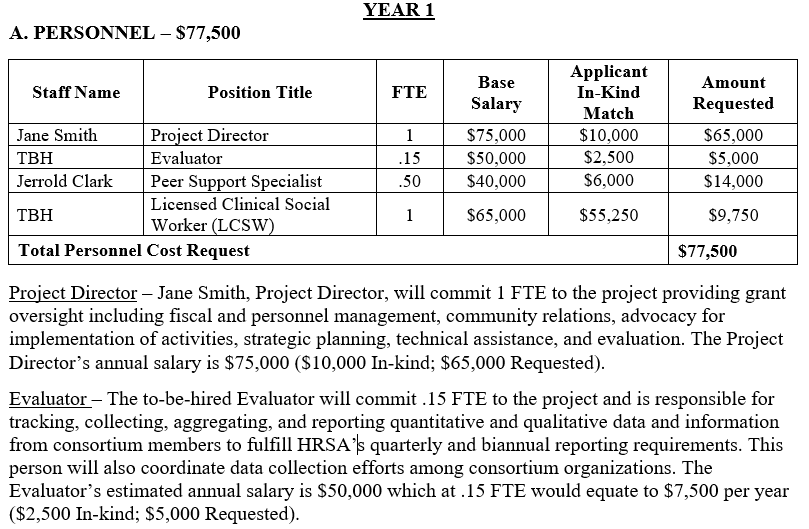 YEAR 1
A. PERSONNEL – $77,500
Staff Name Position Title FTE Base Salary Applicant In-Kind Match Amount Requested
Jane Smith Project Director 1 $75,000 $10,000 $65,000
TBH Evaluator .15 $50,000 $2,500 $5,000
Jerrold Clark Peer Support Specialist .50 $40,000 $6,000 $14,000
TBH Licensed Clinical Social Worker (LCSW) 1 $65,000 $55,250 $9,750
Total Personnel Cost Request $77,500
Project Director – Jane Smith, Project Director, will commit 1 FTE to the project providing grant
oversight including fiscal and personnel management, community relations, advocacy for
implementation of activities, strategic planning, technical assistance, and evaluation. The Project
Director’s annual salary is $75,000 ($10,000 In-kind; $65,000 Requested).
Evaluator – The to-be-hired Evaluator will commit .15 FTE to the project and is responsible for
tracking, collecting, aggregating, and reporting quantitative and qualitative data and information
from consortium members to fulfill HRSA’s quarterly and biannual reporting requirements. This
person will also coordinate data collection efforts among consortium organizations. The
Evaluator’s estimated annual salary is $50,000 which at .15 FTE would equate to $7,500 per year
($2,500 In-kind; $5,000 Requested).